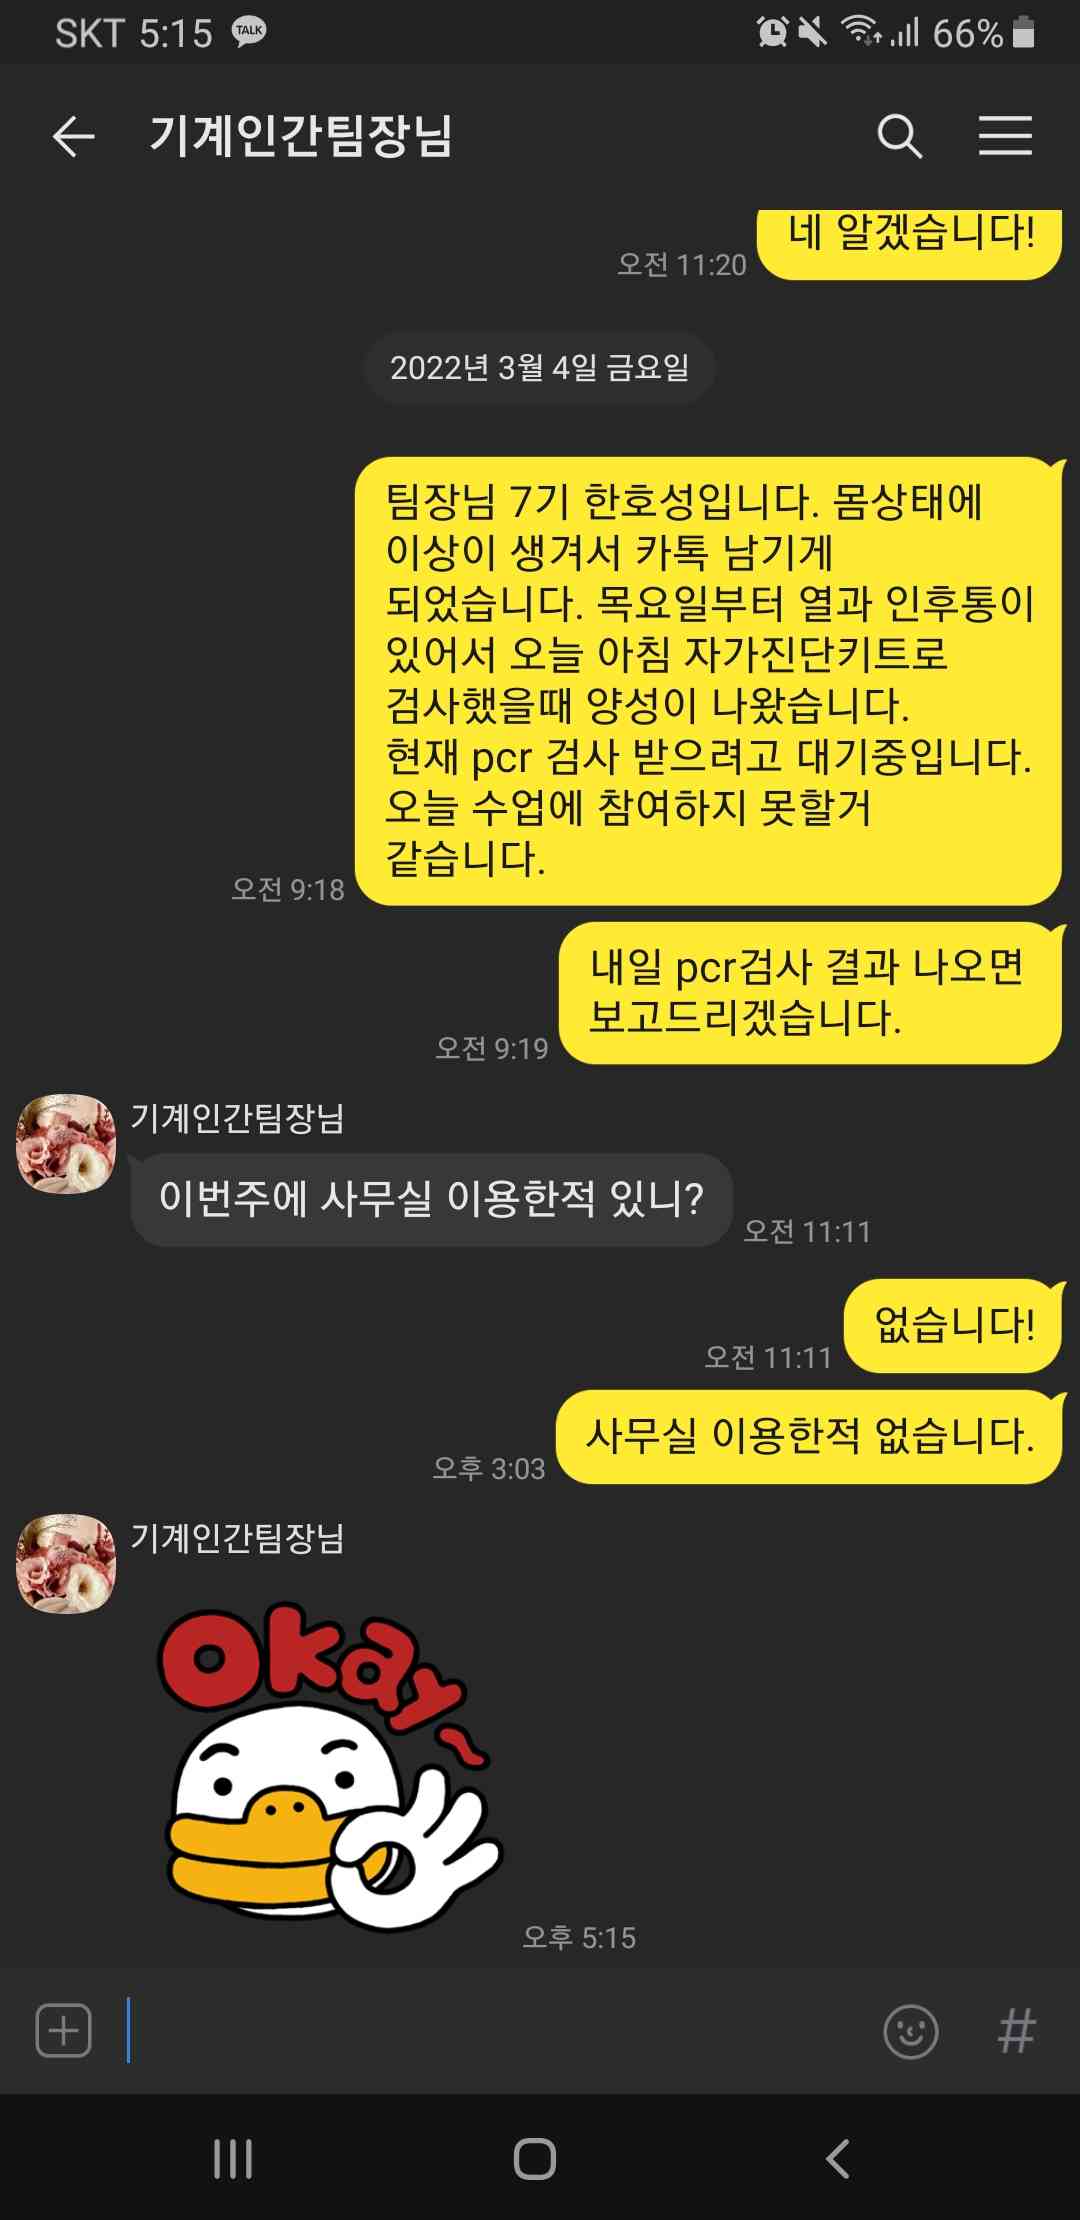 SKT 5:15 TALK 66%
기계인간팀장님
네 알겠습니다!
오전 11:20
2022년 3월 4일 금요일
팀장님 7기 한호성입니다. 몸상태에
이상이 생겨서 카톡 남기게
되었습니다. 목요일부터 열과 인후통이
있어서 오늘 아침 자가진단키트로
검사했을때 양성이 나왔습니다.
현재 pcr 검사 받으려고 대기중입니다.
오늘 수업에 참여하지 못할거
같습니다.
오전 9:18
내일 pcr검사 결과 나오면
보고드리겠습니다.
오전 9:19
기계인간팀장님
이번주에 사무실 이용한적 있니?
오전 11:11
없습니다!
오전 11:11
사무실 이용한적 없습니다.
오후 3:03
기계인간팀장님
Okay~
오후 5:15
#